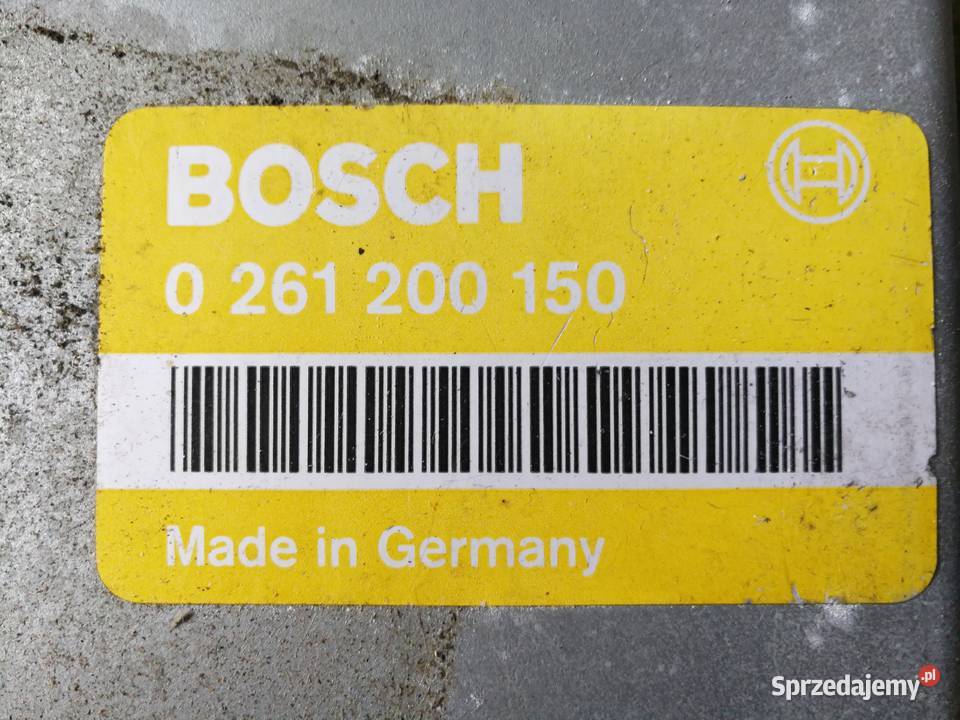 BOSCH
0 261 200 150
Made in Germany
Sprzedajemy.pl